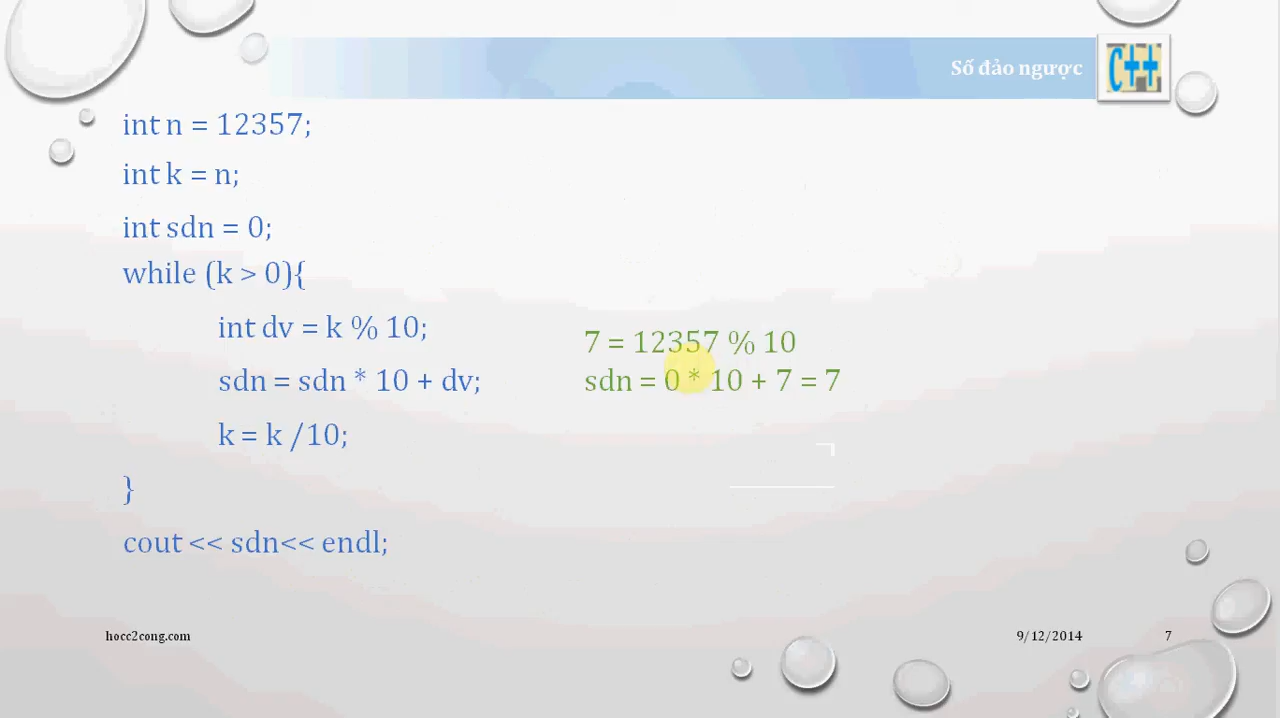 Số đảo ngược
C++
int n = 12357;
int k = n;
int sdn = 0;
while (k > 0){
int dv = k % 10;
7 = 12357 % 10
sdn = sdn * 10 + dv;
sdn = 0 * 10 + 7 = 7
k = k /10;
}
cout << sdn<< endl;
hocc2cong.com
9/12/2014
7